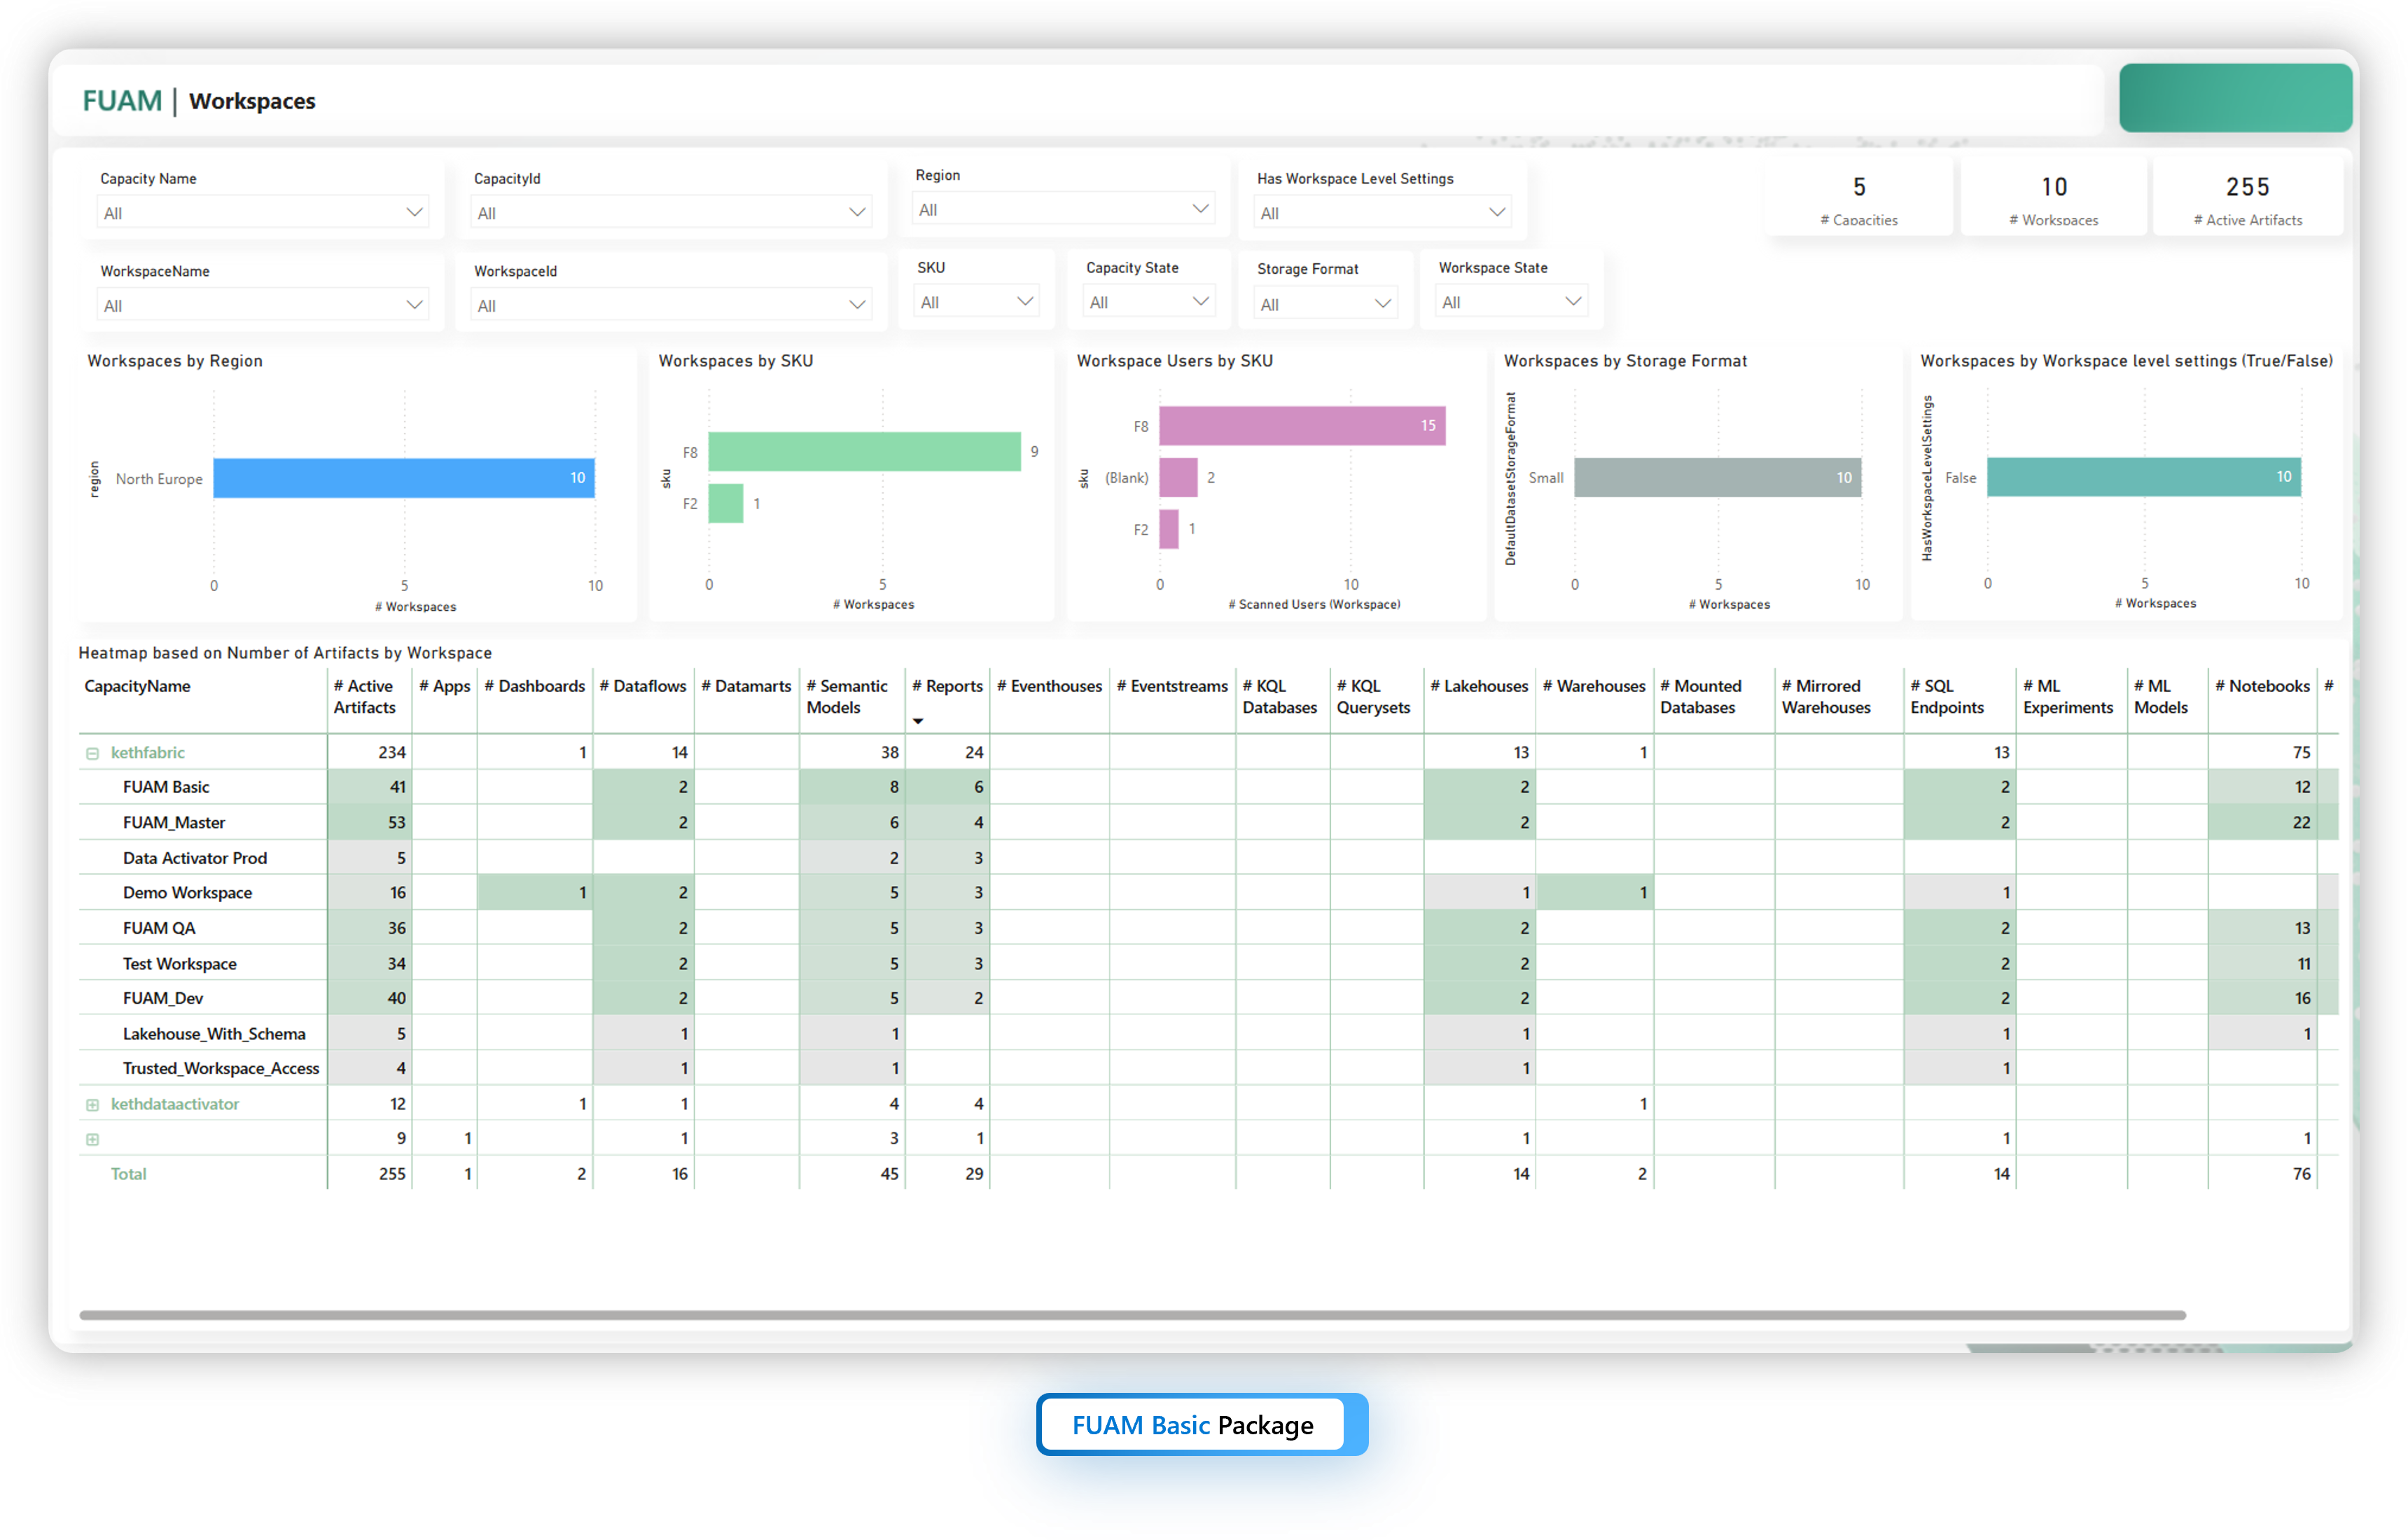 FUAM | Workspaces
Capacity Name
All
CapacityId
All
Region
All
Has Workspace Level Settings
All
5
# Capacities
10
# Workspaces
255
# Active Artifacts
WorkspaceName
All
WorkspaceId
All
SKU
All
Capacity State
All
Storage Format
All
Workspace State
All
Workspaces by Region
region
North Europe
10
0 5 10
# Workspaces
Workspaces by SKU
sku
F8 9
F2 1
0 5
# Workspaces
Workspace Users by SKU
sku
F8 15
(Blank) 2
F2 1
0 10
# Scanned Users (Workspace)
Workspaces by Storage Format
DefaultDatasetStorageFormat
Small 10
0 5 10
# Workspaces
Workspaces by Workspace level settings (True/False)
HasWorkspaceLevelSettings
False 10
0 5 10
# Workspaces
Heatmap based on Number of Artifacts by Workspace
CapacityName # Active Artifacts # Apps # Dashboards # Dataflows # Datamarts # Semantic Models # Reports # Eventhouses # Eventstreams # KQL Databases # KQL Querysets # Lakehouses # Warehouses # Mounted Databases # Mirrored Warehouses # SQL Endpoints # ML Experiments # ML Models # Notebooks #
kethfabric 234 1 14 38 24 13 1 13 75
FUAM Basic 41 2 8 6 2 2 12
FUAM_Master 53 2 6 4 2 2 22
Data Activator Prod 5 2 3
Demo Workspace 16 1 2 5 3 1 1 1
FUAM QA 36 2 5 3 2 2 13
Test Workspace 34 2 5 3 2 2 11
FUAM_Dev 40 2 5 2 2 2 16
Lakehouse_With_Schema 5 1 1 1 1 1
Trusted_Workspace_Access 4 1 1 1 1
kethdataactivator 12 1 1 4 4 1
9 1 1 3 1 1 1 1
Total 255 1 2 16 45 29 14 2 14 76
FUAM Basic Package